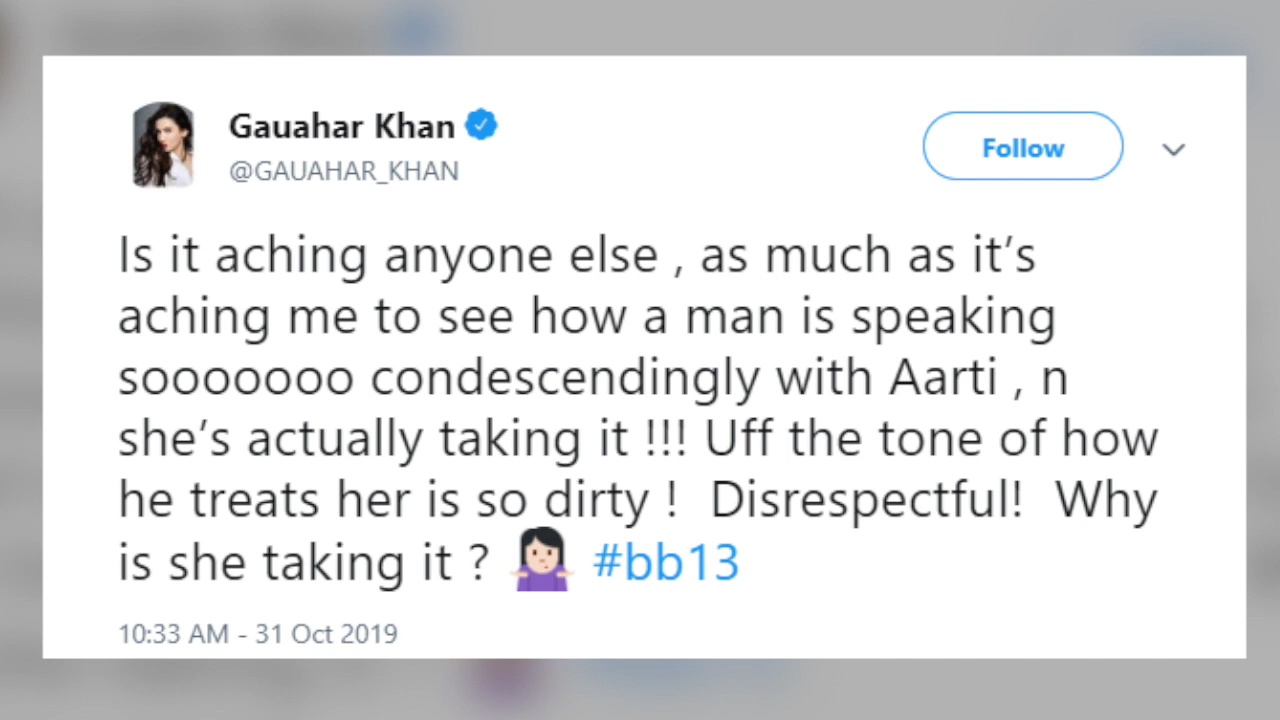 Gauahar Khan
@GAUAHAR_KHAN
Follow
Is it aching anyone else , as much as it’s
aching me to see how a man is speaking
sooooooo condescendingly with Aarti , n
she’s actually taking it !!! Uff the tone of how
he treats her is so dirty !  Disrespectful!  Why
is she taking it ? 🤷🏻‍♀️ #bb13
10:33 AM - 31 Oct 2019